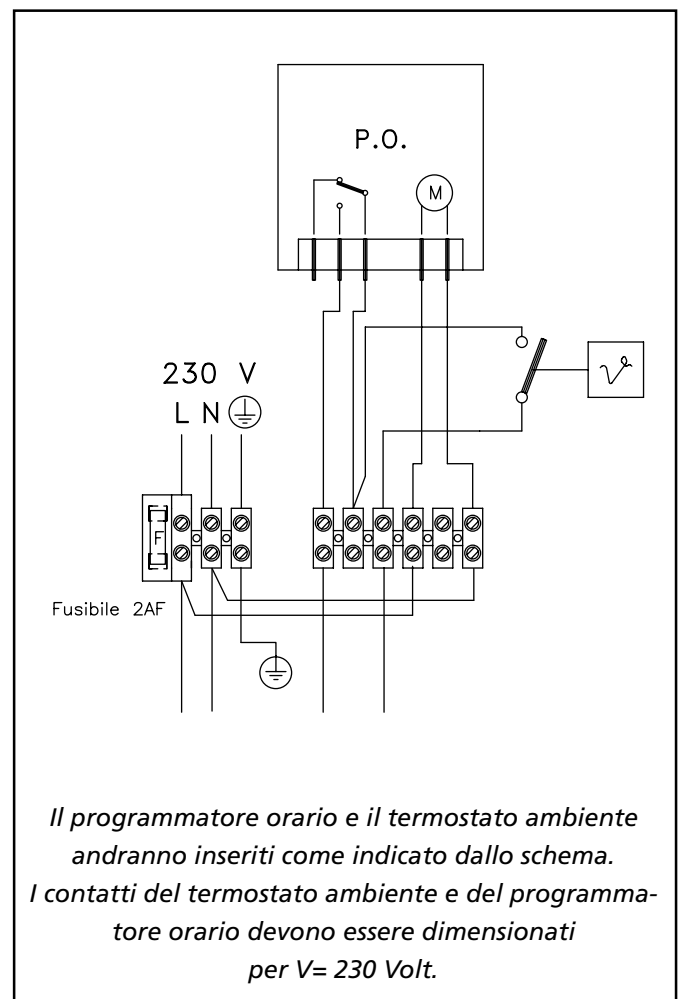 P.O.
M
230 V
L N
F
Fusibile 2AF
Il programmatore orario e il termostato ambiente
andranno inseriti come indicato dallo schema.
I contatti del termostato ambiente e del programma-
tore orario devono essere dimensionati
per V= 230 Volt.